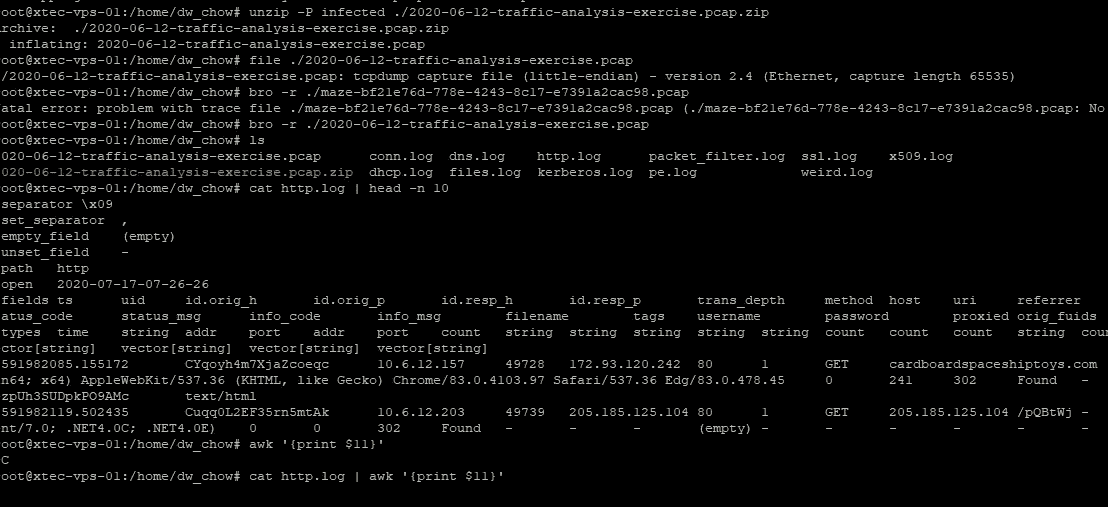 root@xtec-vps-01:/home/dw_chow# unzip -P infected ./2020-06-12-traffic-analysis-exercise.pcap.zip
rchive:  ./2020-06-12-traffic-analysis-exercise.pcap.zip
 inflating: 2020-06-12-traffic-analysis-exercise.pcap
root@xtec-vps-01:/home/dw_chow# file ./2020-06-12-traffic-analysis-exercise.pcap
/2020-06-12-traffic-analysis-exercise.pcap: tcpdump capture file (little-endian) - version 2.4 (Ethernet, capture length 65535)
root@xtec-vps-01:/home/dw_chow# bro -r ./maze-bf21e76d-778e-4243-8c17-e7391a2cac98.pcap
atal error: problem with trace file ./maze-bf21e76d-778e-4243-8c17-e7391a2cac98.pcap (./maze-bf21e76d-778e-4243-8c17-e7391a2cac98.pcap: No
root@xtec-vps-01:/home/dw_chow# bro -r ./2020-06-12-traffic-analysis-exercise.pcap
oot@xtec-vps-01:/home/dw_chow# ls
020-06-12-traffic-analysis-exercise.pcap      conn.log  dns.log    http.log      packet_filter.log  ssl.log      x509.log
020-06-12-traffic-analysis-exercise.pcap.zip  dhcp.log  files.log  kerberos.log  pe.log             weird.log
root@xtec-vps-01:/home/dw_chow# cat http.log | head -n 10
separator \x09
set_separator  ,
empty_field    (empty)
unset_field    -
path   http
open   2020-07-17-07-26-26
fields ts      uid     id.orig_h       id.orig_p       id.resp_h       id.resp_p       trans_depth     method  host    uri     referrer
atus_code      status_msg      info_code       info_msg        filename        tags    username        password        proxied orig_fuids
types  time    string  addr    port    addr    port    count   string  string  string  string  string  count   count   count   string  coun
ctor[string]   vector[string]  vector[string]  vector[string]
591982085.155172       CYqoyh4m7XjaZcoeqc      10.6.12.157     49728   172.93.120.242  80      1       GET     cardboardspaceshiptoys.com
n64; x64) AppleWebKit/537.36 (KHTML, like Gecko) Chrome/83.0.4103.97 Safari/537.36 Edg/83.0.478.45     0       241     302     Found   -
zpUh3SUDpkPO9AMc       text/html
591982119.502435       Cuqq0L2EF35rn5mtAk      10.6.12.203     49739   205.185.125.104 80      1       GET     205.185.125.104 /pQBtWj -
nt/7.0; .NET4.0C; .NET4.0E)    0       0       302     Found   -       -       -       (empty) -       -       -       -       -       -
oot@xtec-vps-01:/home/dw_chow# awk '{print $11}'
C
oot@xtec-vps-01:/home/dw_chow# cat http.log | awk '{print $11}'